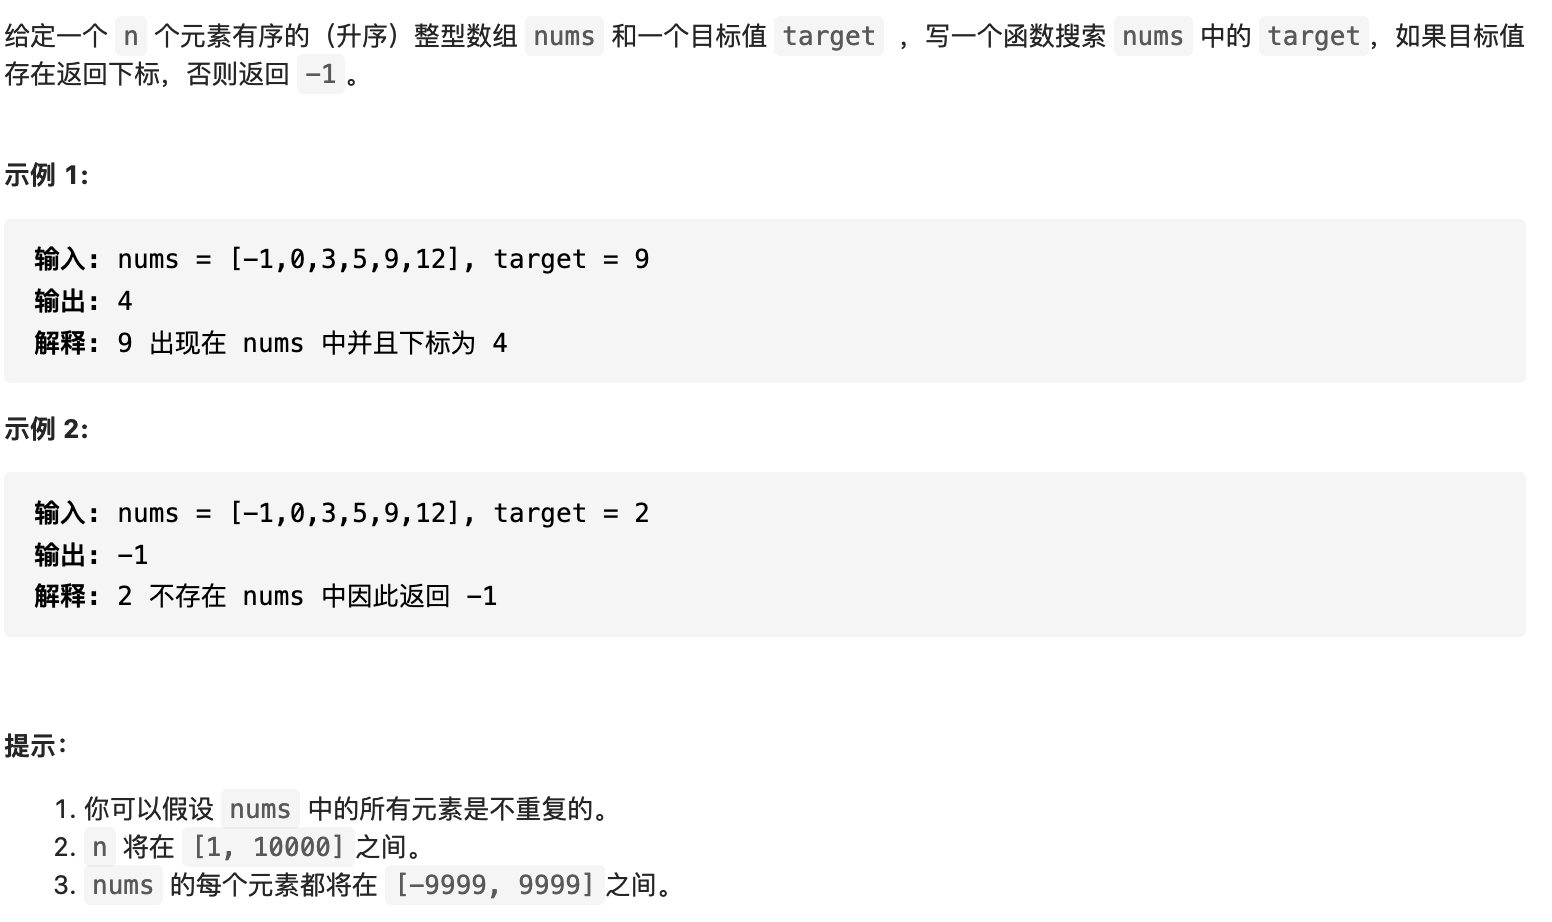 给定一个 n 个元素有序的（升序）整型数组 nums 和一个目标值 target ，写一个函数搜索 nums 中的 target，如果目标值
存在返回下标，否则返回 -1。
示例 1:
输入: nums = [-1,0,3,5,9,12], target = 9
输出: 4
解释: 9 出现在 nums 中并且下标为 4
示例 2:
输入: nums = [-1,0,3,5,9,12], target = 2
输出: -1
解释: 2 不存在 nums 中因此返回 -1
提示：
1. 你可以假设 nums 中的所有元素是不重复的。
2. n 将在 [1, 10000]之间。
3. nums 的每个元素都将在 [-9999, 9999]之间。